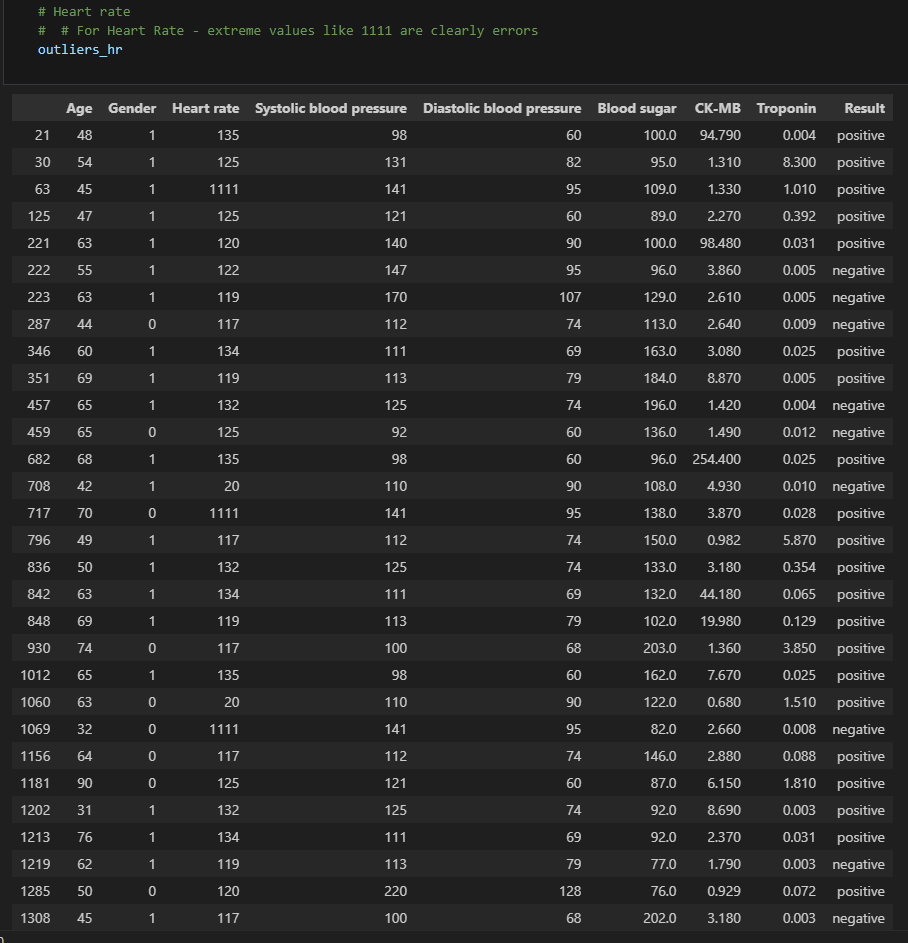 # Heart rate
#  # For Heart Rate - extreme values like 1111 are clearly errors
outliers_hr
Age Gender Heart rate Systolic blood pressure Diastolic blood pressure Blood sugar CK-MB Troponin Result
21 48 1 135 98 60 100.0 94.790 0.004 positive
30 54 1 125 131 82 95.0 1.310 8.300 positive
63 45 1 1111 141 95 109.0 1.330 1.010 positive
125 47 1 125 121 60 89.0 2.270 0.392 positive
221 63 1 120 140 90 100.0 98.480 0.031 positive
222 55 1 122 147 95 96.0 3.860 0.005 negative
223 63 1 119 170 107 129.0 2.610 0.005 negative
287 44 0 117 112 74 113.0 2.640 0.009 negative
346 60 1 134 111 69 163.0 3.080 0.025 positive
351 69 1 119 113 79 184.0 8.870 0.005 positive
457 65 1 132 125 74 196.0 1.420 0.004 negative
459 65 0 125 92 60 136.0 1.490 0.012 negative
682 68 1 135 98 60 96.0 254.400 0.025 positive
708 42 1 20 110 90 108.0 4.930 0.010 negative
717 70 0 1111 141 95 138.0 3.870 0.028 positive
796 49 1 117 112 74 150.0 0.982 5.870 positive
836 50 1 132 125 74 133.0 3.180 0.354 positive
842 63 1 134 111 69 132.0 44.180 0.065 positive
848 69 1 119 113 79 102.0 19.980 0.129 positive
930 74 0 117 100 68 203.0 1.360 3.850 positive
1012 65 1 135 98 60 162.0 7.670 0.025 positive
1060 63 0 20 110 90 122.0 0.680 1.510 positive
1069 32 0 1111 141 95 82.0 2.660 0.008 negative
1156 64 0 117 112 74 146.0 2.880 0.088 positive
1181 90 0 125 121 60 87.0 6.150 1.810 positive
1202 31 1 132 125 74 92.0 8.690 0.003 positive
1213 76 1 134 111 69 92.0 2.370 0.031 positive
1219 62 1 119 113 79 77.0 1.790 0.003 negative
1285 50 0 120 220 128 76.0 0.929 0.072 positive
1308 45 1 117 100 68 202.0 3.180 0.003 negative